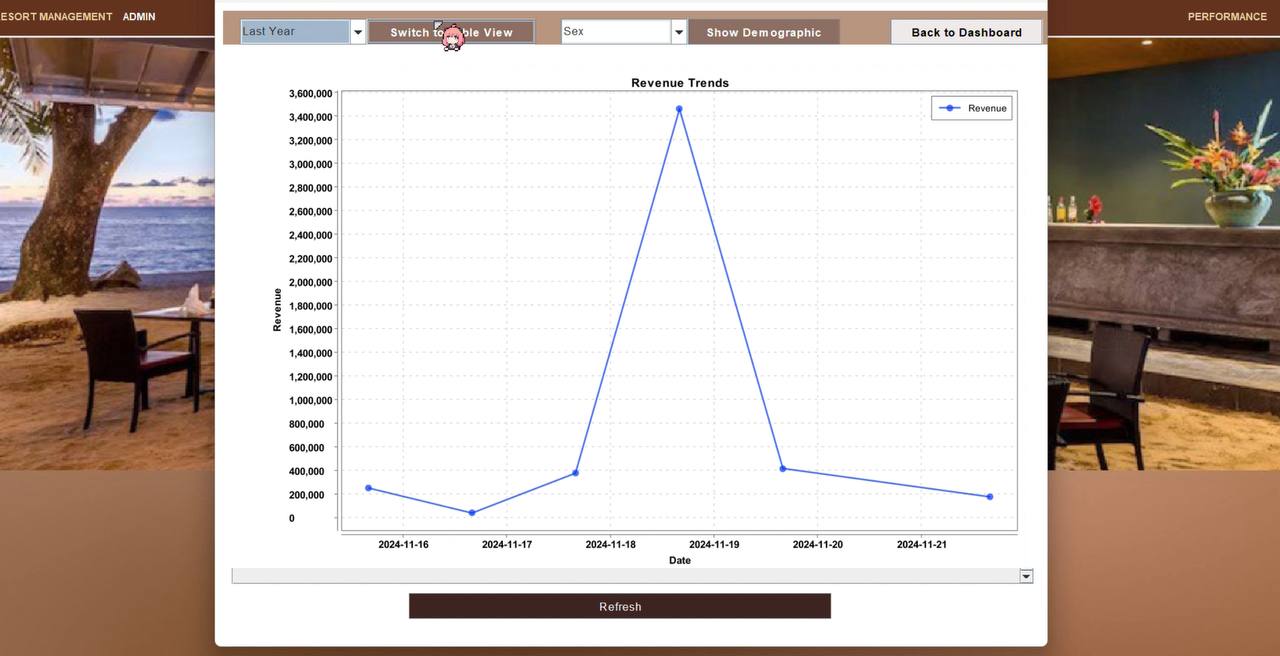 ESORT MANAGEMENT ADMIN PERFORMANCE
Last Year Switch to ble View Sex Show Demographic Back to Dashboard
Revenue Trends
Revenue
3,600,000
3,400,000
3,200,000
3,000,000
2,800,000
2,600,000
2,400,000
2,200,000
2,000,000
1,800,000
1,600,000
1,400,000
1,200,000
1,000,000
800,000
600,000
400,000
200,000
0
Revenue
2024-11-16 2024-11-17 2024-11-18 2024-11-19 2024-11-20 2024-11-21
Date
Refresh